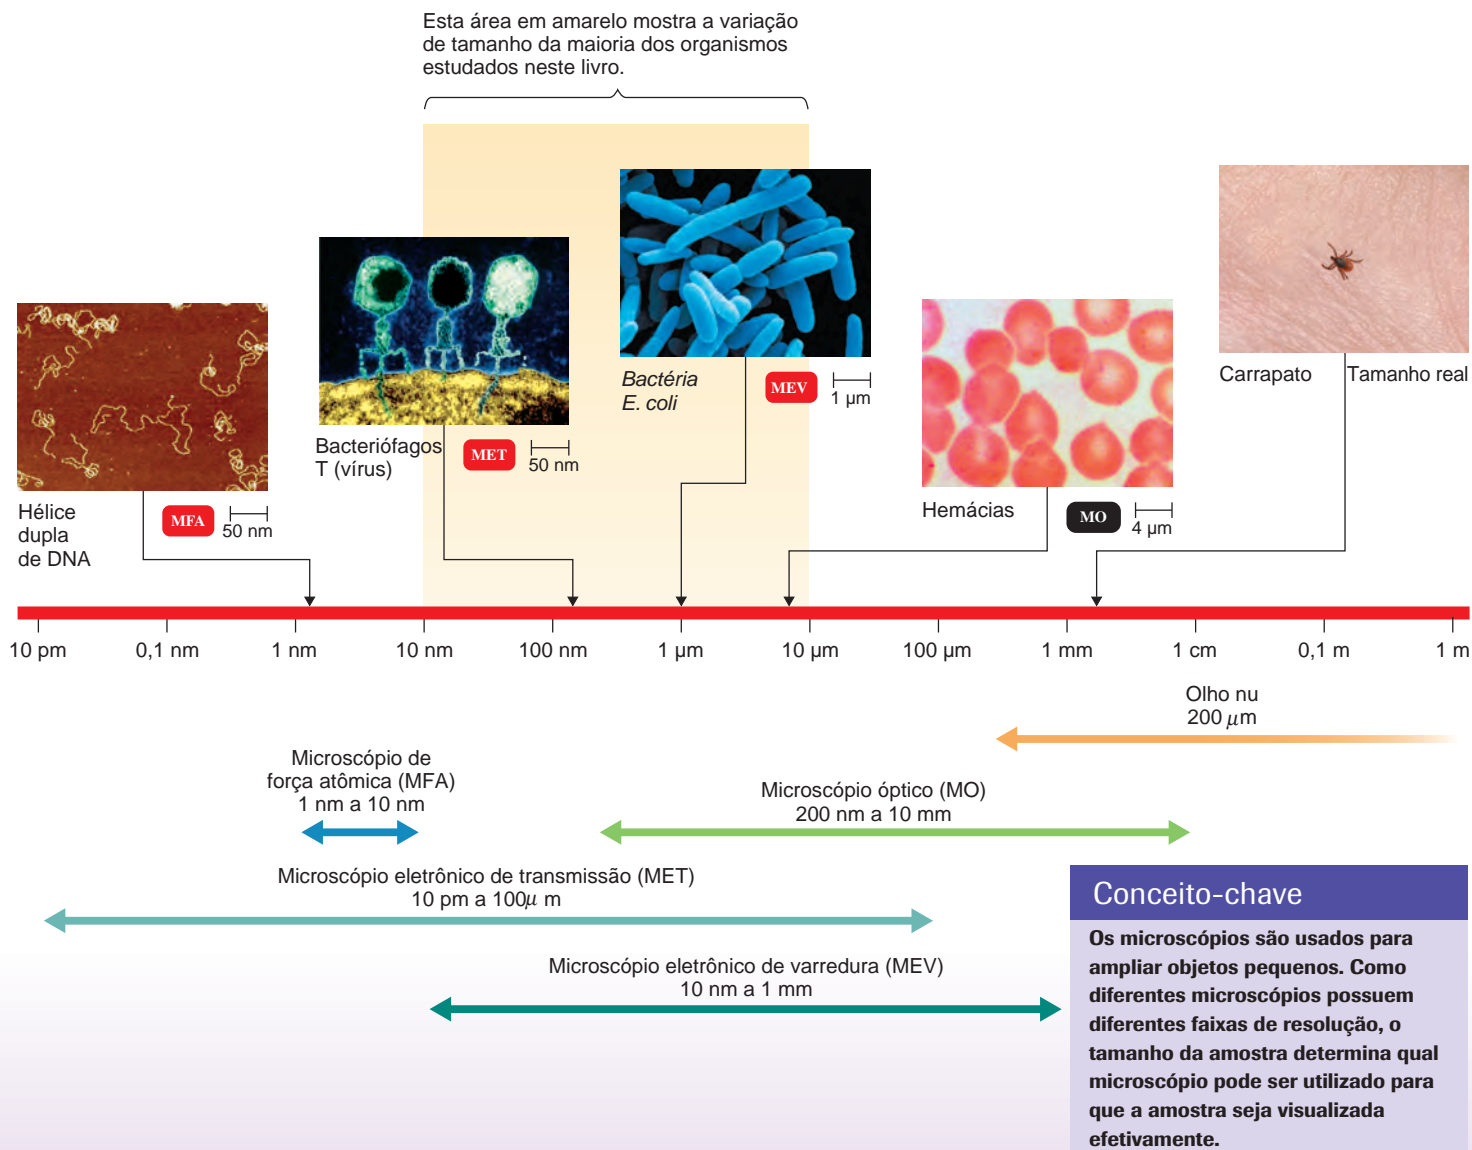 Esta área em amarelo mostra a variação
de tamanho da maioria dos organismos
estudados neste livro.
Hélice
dupla
de DNA
MFA
50 nm
Bacteriófagos
T (vírus)
MET
50 nm
Bactéria
E. coli
MEV
1 µm
Hemácias
MO
4 µm
Carrapato
Tamanho real
10 pm
0,1 nm
1 nm
10 nm
100 nm
1 µm
10 µm
100 µm
1 mm
1 cm
0,1 m
1 m
Olho nu
200 µm
Microscópio de
força atômica (MFA)
1 nm a 10 nm
Microscópio óptico (MO)
200 nm a 10 mm
Microscópio eletrônico de transmissão (MET)
10 pm a 100µ m
Microscópio eletrônico de varredura (MEV)
10 nm a 1 mm
Conceito-chave
Os microscópios são usados para
ampliar objetos pequenos. Como
diferentes microscópios possuem
diferentes faixas de resolução, o
tamanho da amostra determina qual
microscópio pode ser utilizado para
que a amostra seja visualizada
efetivamente.